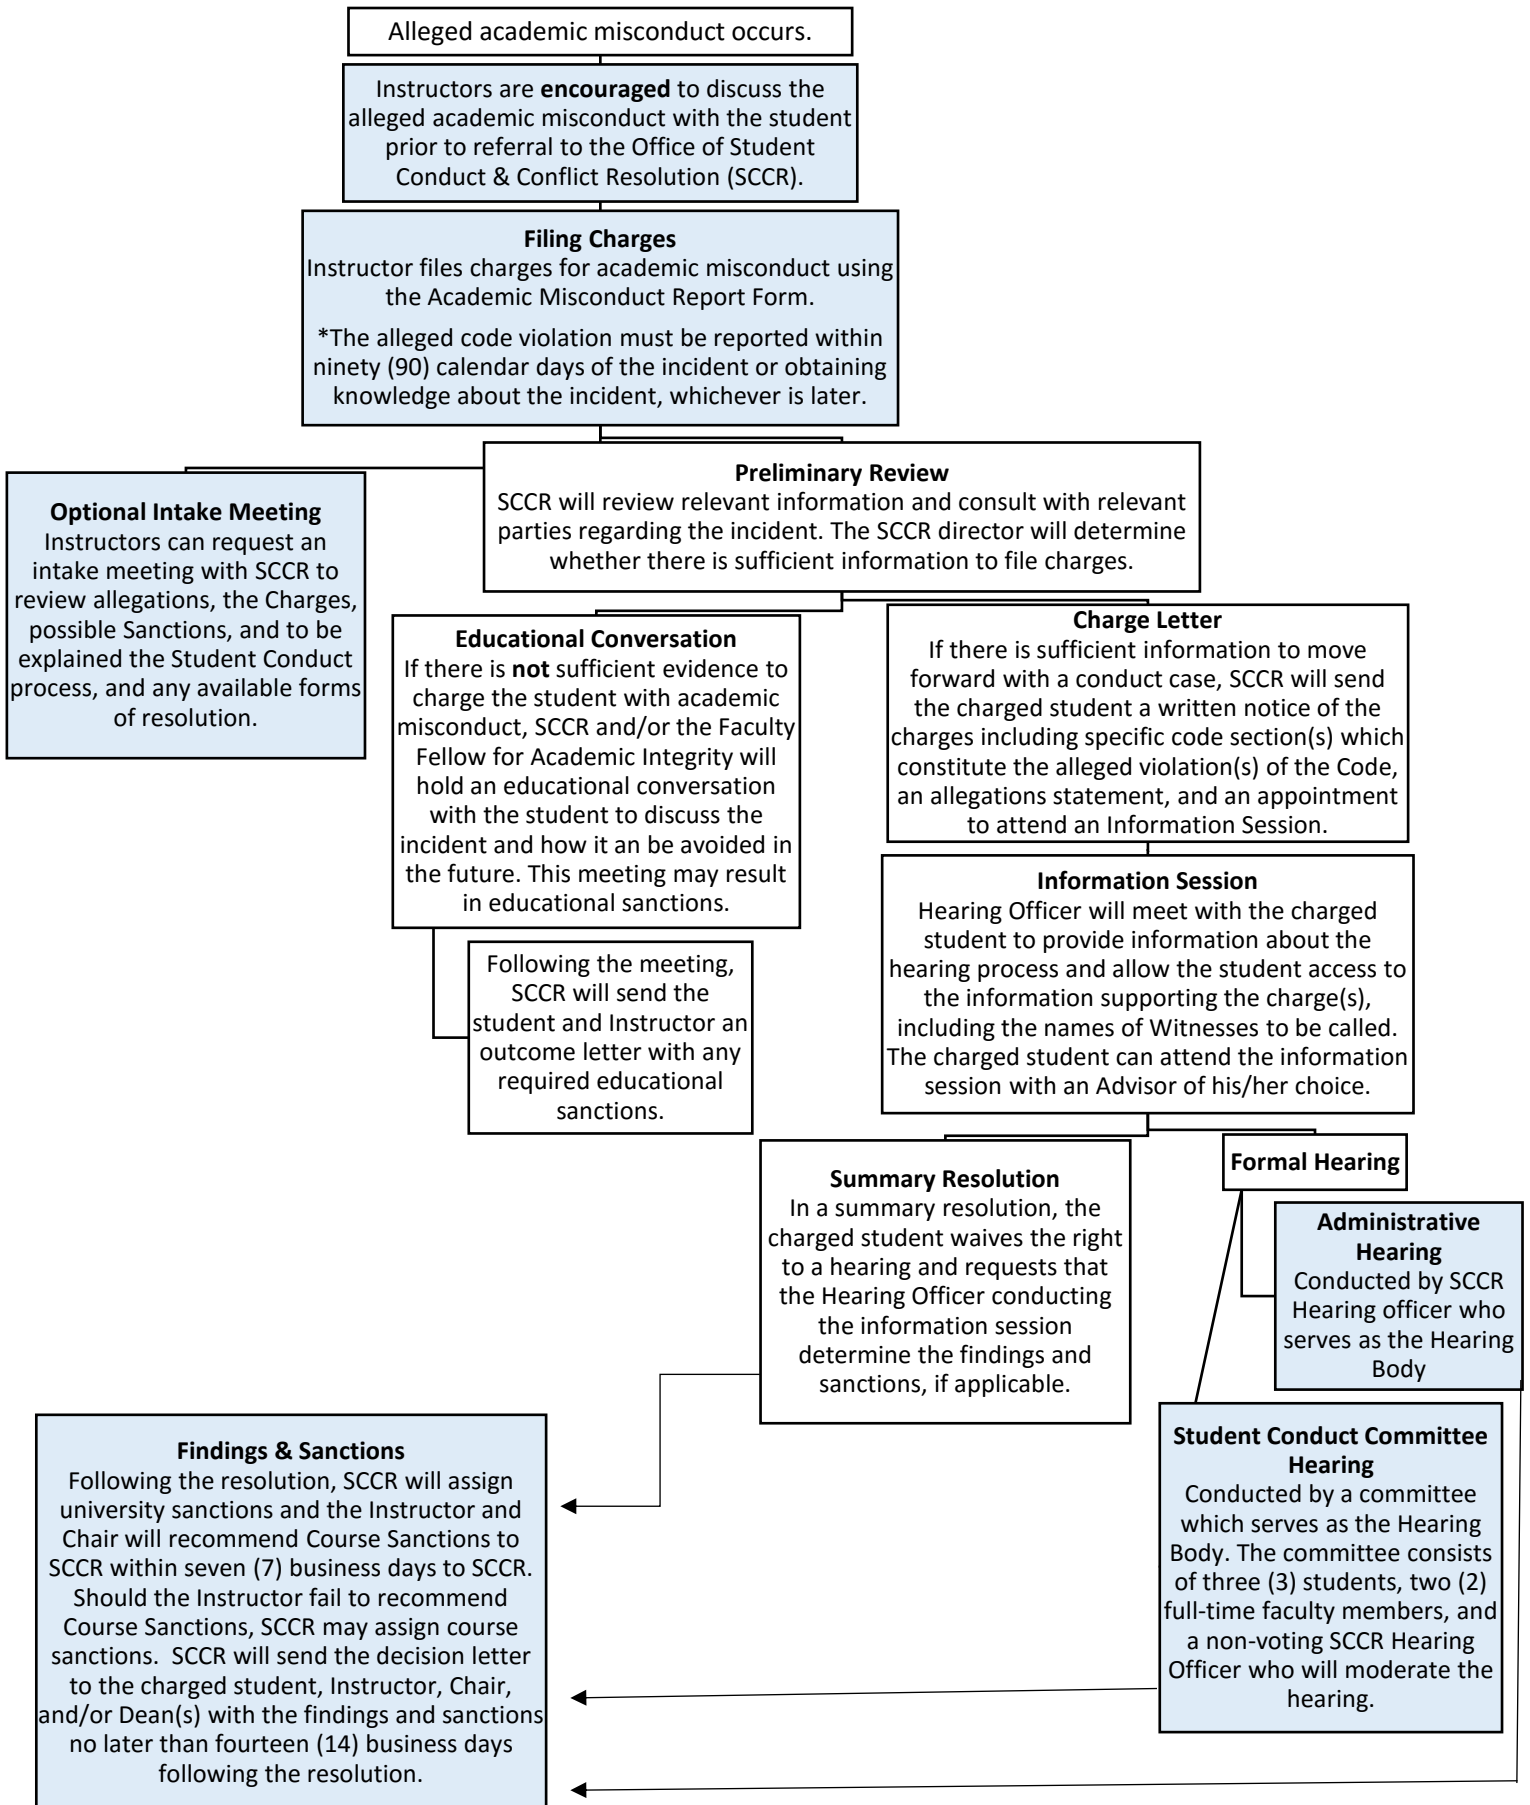 Alleged academic misconduct occurs.
Instructors are encouraged to discuss the
alleged academic misconduct with the student
prior to referral to the Office of Student
Conduct & Conflict Resolution (SCCR).
Filing Charges
Instructor files charges for academic misconduct using
the Academic Misconduct Report Form.
*The alleged code violation must be reported within
ninety (90) calendar days of the incident or obtaining
knowledge about the incident, whichever is later.
Optional Intake Meeting
Instructors can request an
intake meeting with SCCR to
review allegations, the Charges,
possible Sanctions, and to be
explained the Student Conduct
process, and any available forms
of resolution.
Preliminary Review
SCCR will review relevant information and consult with relevant
parties regarding the incident. The SCCR director will determine
whether there is sufficient information to file charges.
Educational Conversation
If there is not sufficient evidence to
charge the student with academic
misconduct, SCCR and/or the Faculty
Fellow for Academic Integrity will
hold an educational conversation
with the student to discuss the
incident and how it an be avoided in
the future. This meeting may result
in educational sanctions.
Following the meeting,
SCCR will send the
student and Instructor an
outcome letter with any
required educational
sanctions.
Charge Letter
If there is sufficient information to move
forward with a conduct case, SCCR will send
the charged student a written notice of the
charges including specific code section(s) which
constitute the alleged violation(s) of the Code,
an allegations statement, and an appointment
to attend an Information Session.
Information Session
Hearing Officer will meet with the charged
student to provide information about the
hearing process and allow the student access to
the information supporting the charge(s),
including the names of Witnesses to be called.
The charged student can attend the information
session with an Advisor of his/her choice.
Summary Resolution
In a summary resolution, the
charged student waives the right
to a hearing and requests that
the Hearing Officer conducting
the information session
determine the findings and
sanctions, if applicable.
Formal Hearing
Administrative
Hearing
Conducted by SCCR
Hearing officer who
serves as the Hearing
Body
Student Conduct Committee
Hearing
Conducted by a committee
which serves as the Hearing
Body. The committee consists
of three (3) students, two (2)
full-time faculty members, and
a non-voting SCCR Hearing
Officer who will moderate the
hearing.
Findings & Sanctions
Following the resolution, SCCR will assign
university sanctions and the Instructor and
Chair will recommend Course Sanctions to
SCCR within seven (7) business days to SCCR.
Should the Instructor fail to recommend
Course Sanctions, SCCR may assign course
sanctions.  SCCR will send the decision letter
to the charged student, Instructor, Chair,
and/or Dean(s) with the findings and sanctions
no later than fourteen (14) business days
following the resolution.